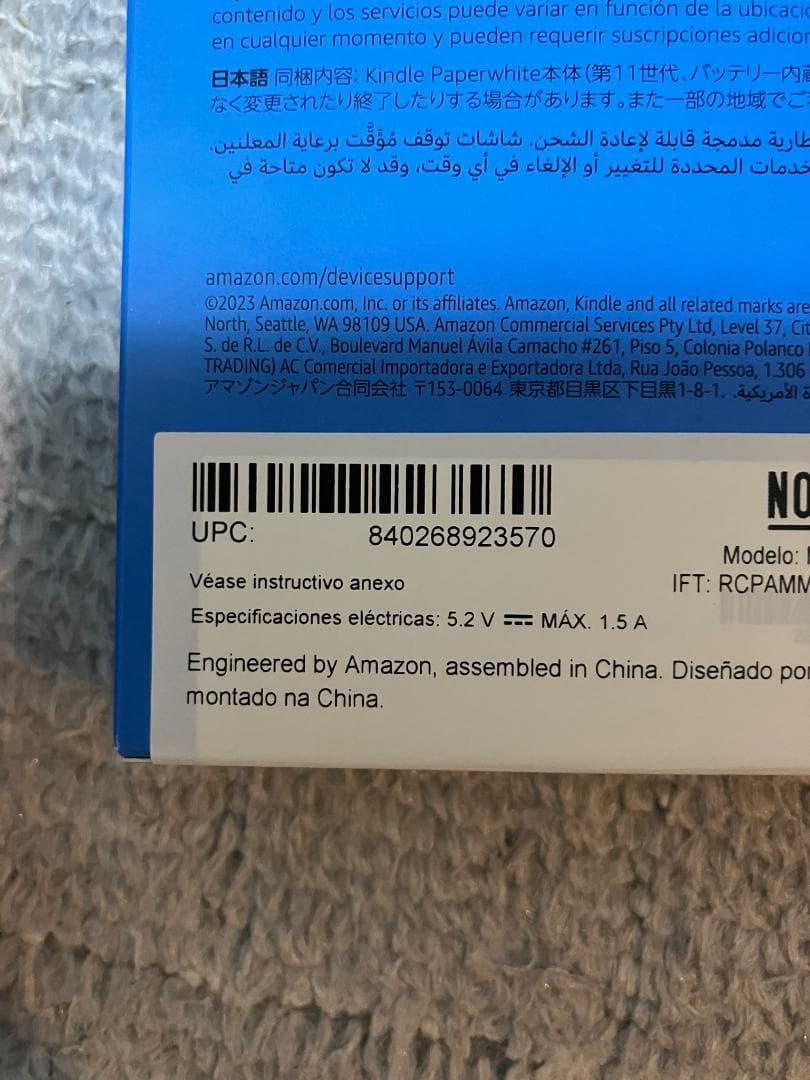 contenido y los servicios puede variar en función de la ubicació
en cualquier momento y pueden requerir suscripciones adicion
日本語 同梱内容: Kindle Paperwhite本体(第11世代、バッテリー内蔵
なく変更されたり終了したりする場合があります。また一部の地域でご
طارية مدمجة قابلة لإعادة الشحن. شاشات توقف مُؤَقَّت برعاية المعلنين.
خدمات المحددة للتغيير أو الإلغاء في أي وقت، وقد لا تكون متاحة في
amazon.com/devicesupport
©2023 Amazon.com, Inc. or its affiliates. Amazon, Kindle and all related marks are
North, Seattle, WA 98109 USA. Amazon Commercial Services Pty Ltd, Level 37, Cit
S. de R.L. de C.V., Boulevard Manuel Ávila Camacho #261, Piso 5, Colonia Polanco
TRADING) AC Comercial Importadora e Exportadora Ltda, Rua João Pessoa, 1.306
アマゾンジャパン合同会社 〒153-0064 東京都目黒区下目黒1-8-1. ة الأمريكية.
NO
UPC: 840268923570
Modelo:
Véase instructivo anexo
IFT: RCPAMM
Especificaciones eléctricas: 5.2 V ⎓ MÁX. 1.5 A
Engineered by Amazon, assembled in China. Diseñado por
montado na China.